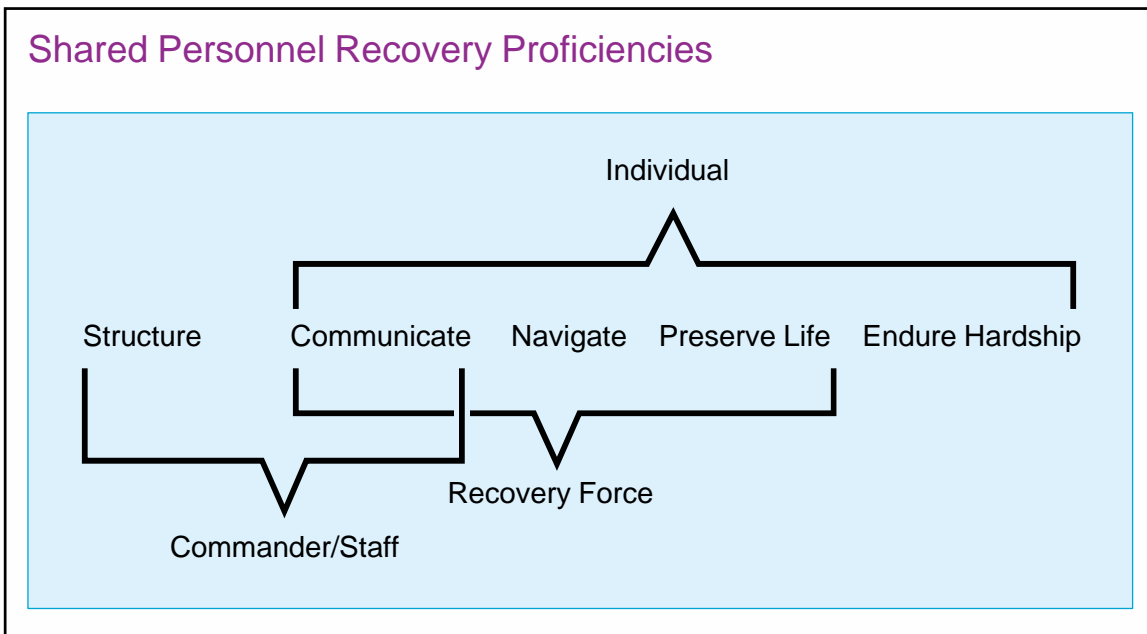 Shared Personnel Recovery Proficiencies
Individual
Structure Communicate Navigate Preserve Life Endure Hardship
Recovery Force
Commander/Staff